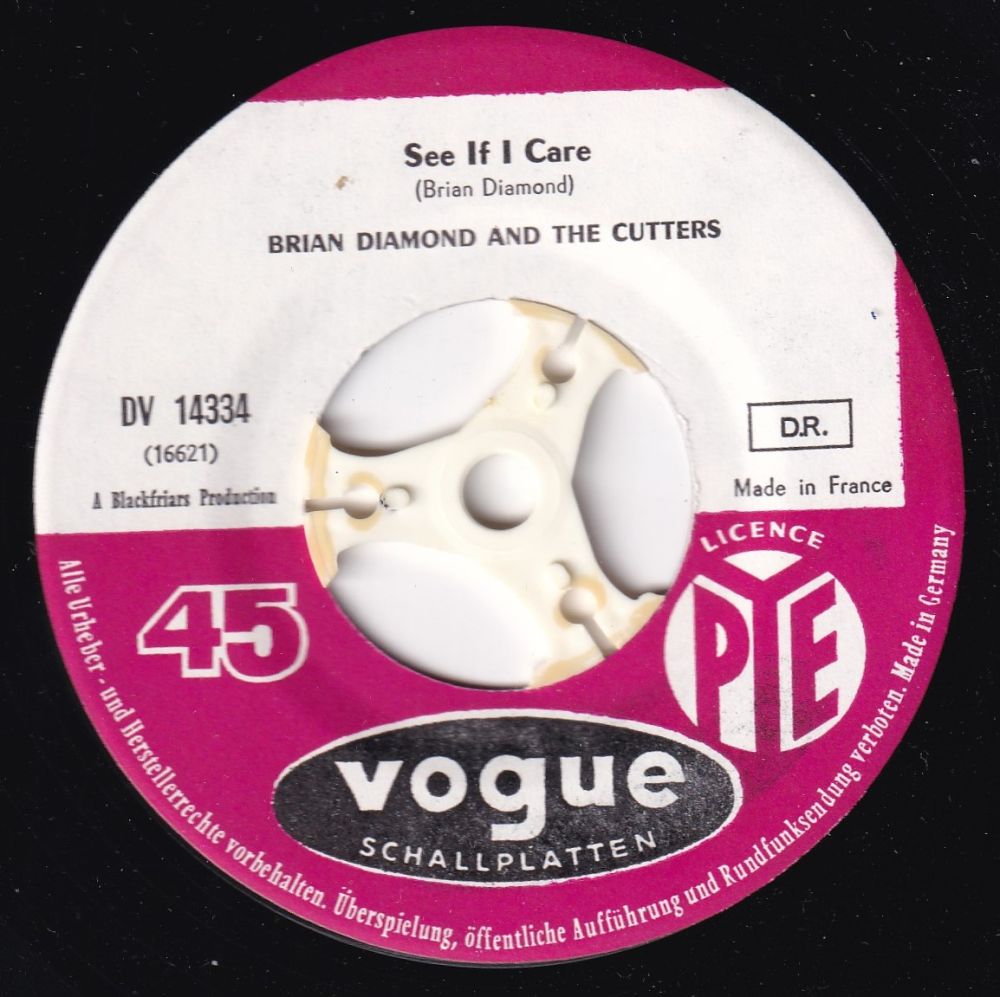 See If I Care
(Brian Diamond)
BRIAN DIAMOND AND THE CUTTERS
DV 14334
(16621)
A Blackfriars Production
D.R.
Made in France
45
LICENCE
PYE
vogue
SCHALLPLATTEN
Alle Urheber - und Herstellerrechte vorbehalten. Überspielung, öffentliche Aufführung und Rundfunksendung verboten. Made in Germany